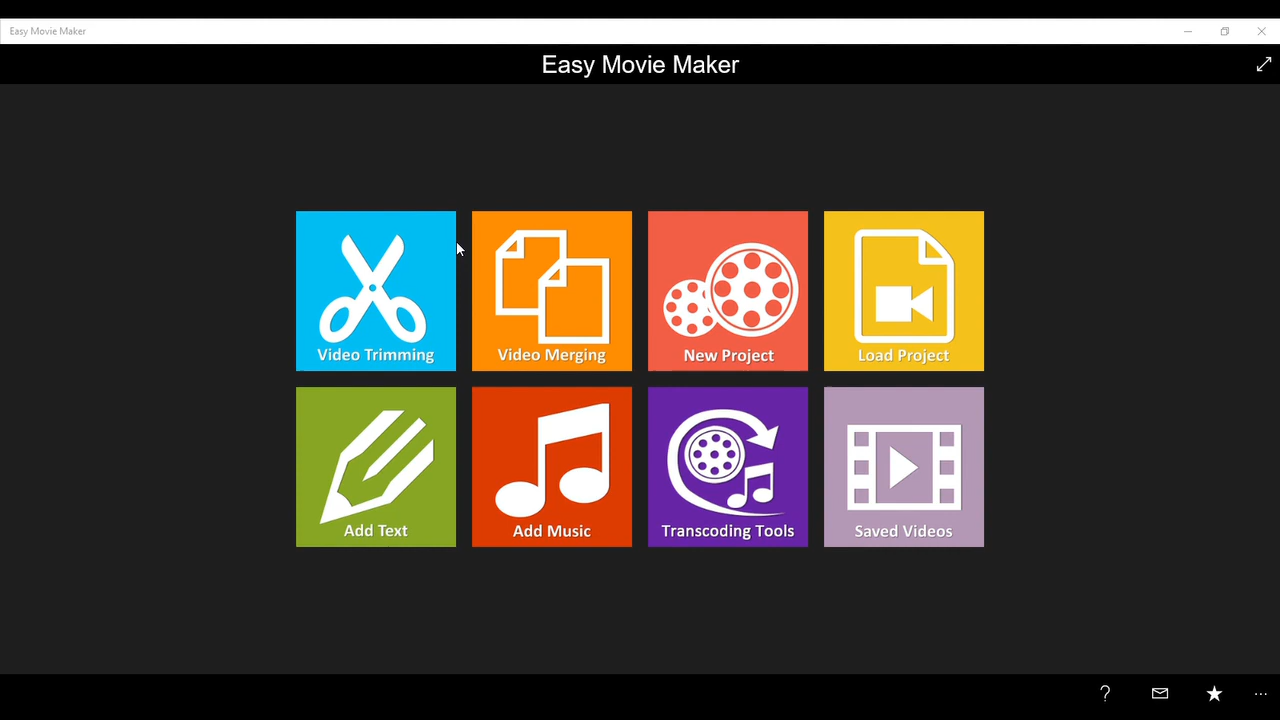 Easy Movie Maker
Easy Movie Maker
Video Trimming
Video Merging
New Project
Load Project
Add Text
Add Music
Transcoding Tools
Saved Videos
?
...